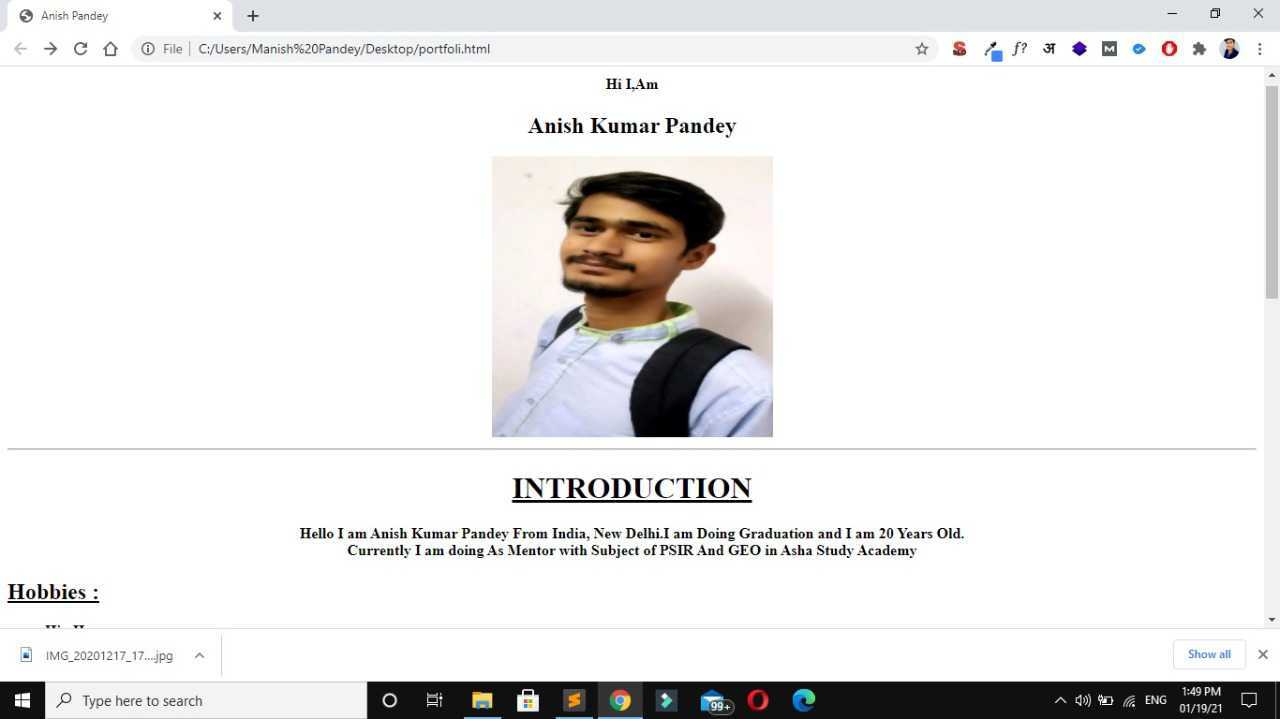 Anish Pandey
File
C:/Users/Manish%20Pandey/Desktop/portfoli.html
f?
अ
M
Hi I,Am
Anish Kumar Pandey
INTRODUCTION
Hello I am Anish Kumar Pandey From India, New Delhi.I am Doing Graduation and I am 20 Years Old.
Currently I am doing As Mentor with Subject of PSIR And GEO in Asha Study Academy
Hobbies :
IMG_20201217_17....jpg
Show all
Type here to search
99+
ENG
1:49 PM
01/19/21